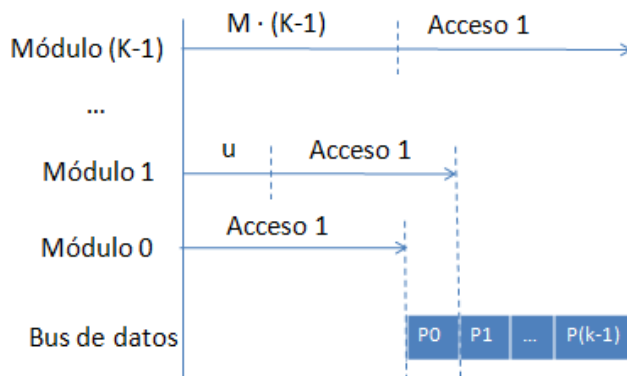 M · (K-1)
Acceso 1
Módulo (K-1)
...
u
Acceso 1
Módulo 1
Acceso 1
Módulo 0
Bus de datos
P0
P1
...
P(k-1)